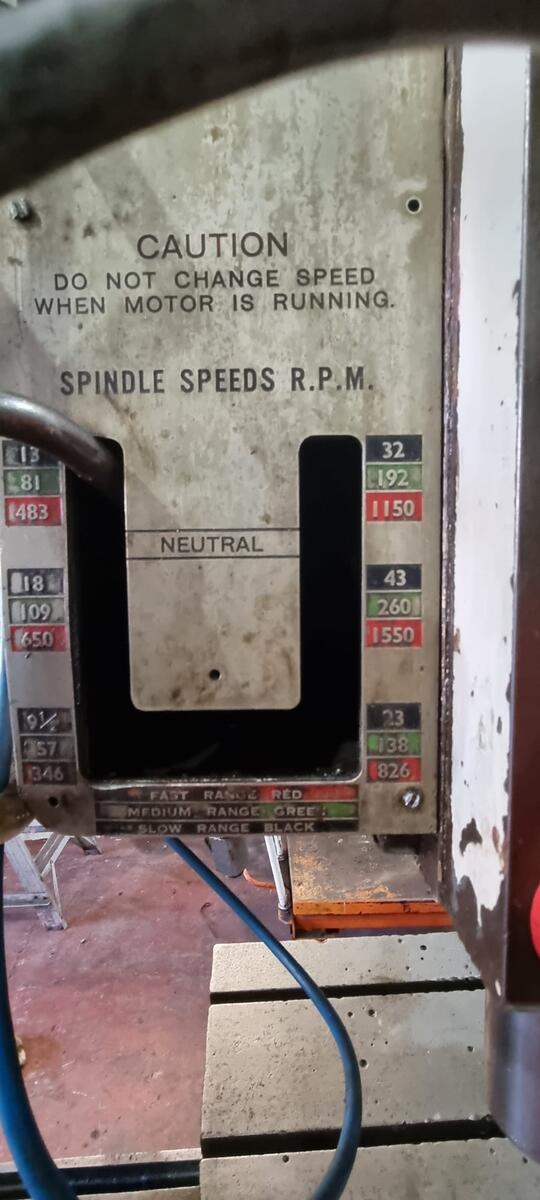 CAUTION
DO NOT CHANGE SPEED
WHEN MOTOR IS RUNNING.
SPINDLE SPEEDS R.P.M.
13
81
483
32
192
1150
NEUTRAL
18
109
650
43
260
1550
9½
57
346
23
138
826
FAST RANGE RED
MEDIUM RANGE GREE
SLOW RANGE BLACK